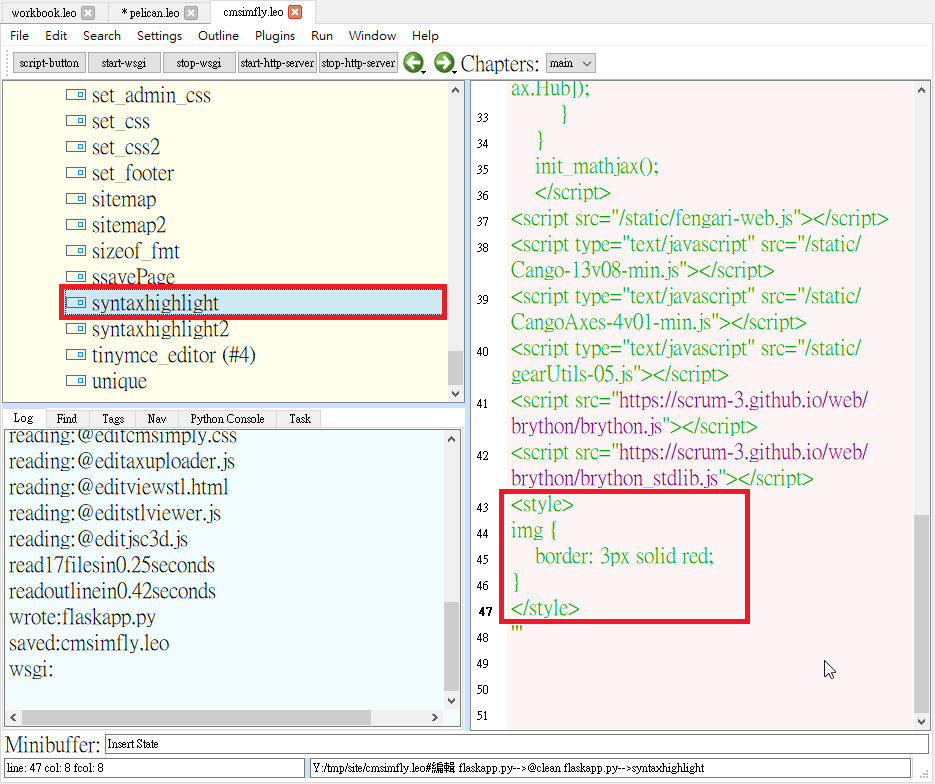 workbook.leo
* pelican.leo
cmsimfly.leo
File Edit Search Settings Outline Plugins Run Window Help
script-button start-wsgi stop-wsgi start-http-server stop-http-server Chapters: main
set_admin_css
set_css
set_css2
set_footer
sitemap
sitemap2
sizeof_fmt
ssavePage
syntaxhighlight
syntaxhighlight2
tinymce_editor (#4)
unique
Log Find Tags Nav Python Console Task
reading:@editcmsimply.css
reading:@editaxuploader.js
reading:@editviewstl.html
reading:@editstlviewer.js
reading:@editjsc3d.js
read17filesin0.25seconds
readoutlinein0.42seconds
wrote:flaskapp.py
saved:cmsimfly.leo
wsgi:
ax.Hub]);
33 }
34 }
35 init_mathjax();
36 </script>
37 <script src="/static/fengari-web.js"></script>
38 <script type="text/javascript" src="/static/
Cango-13v08-min.js"></script>
39 <script type="text/javascript" src="/static/
CangoAxes-4v01-min.js"></script>
40 <script type="text/javascript" src="/static/
gearUtils-05.js"></script>
41 <script src="https://scrum-3.github.io/web/
brython/brython.js"></script>
42 <script src="https://scrum-3.github.io/web/
brython/brython_stdlib.js"></script>
43 <style>
44 img {
45 border: 3px solid red;
46 }
47 </style>
48 '''
49
50
51
Minibuffer: Insert State
line: 47 col: 8 fcol: 8
Y:/tmp/site/cmsimfly.leo#編輯 flaskapp.py-->@clean flaskapp.py-->syntaxhighlight